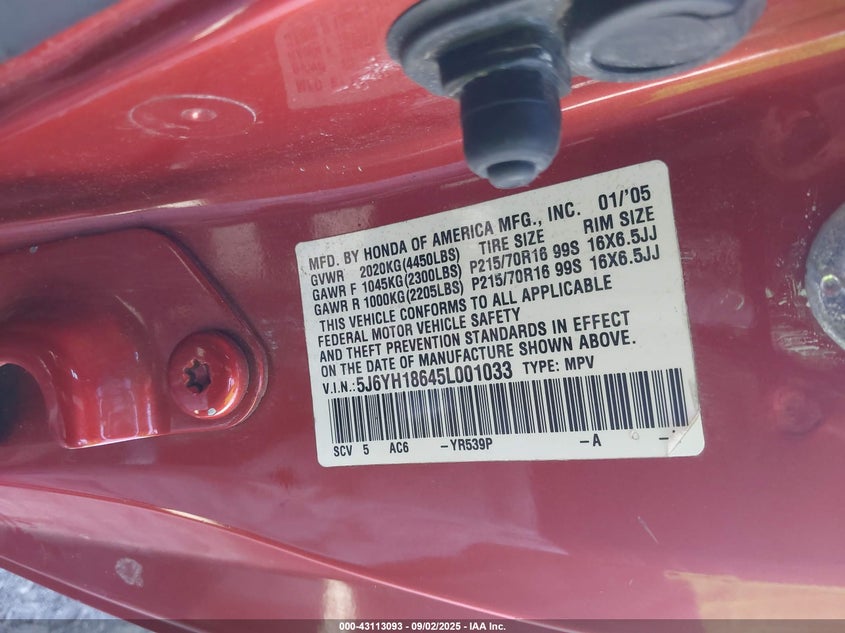 MFD. BY HONDA OF AMERICA MFG., INC. 01/'05
GVWR 2020KG(4450LBS) TIRE SIZE RIM SIZE
GAWR F 1045KG(2300LBS) P215/70R16 99S 16X6.5JJ
GAWR R 1000KG(2205LBS) P215/70R16 99S 16X6.5JJ
THIS VEHICLE CONFORMS TO ALL APPLICABLE
FEDERAL MOTOR VEHICLE SAFETY
AND THEFT PREVENTION STANDARDS IN EFFECT
ON THE DATE OF MANUFACTURE SHOWN ABOVE.
V.I.N.: 5J6YH18645L001033 TYPE: MPV
SCV 5 AC6 -YR539P -A -
000-43113093 - 09/02/2025 - IAA Inc.